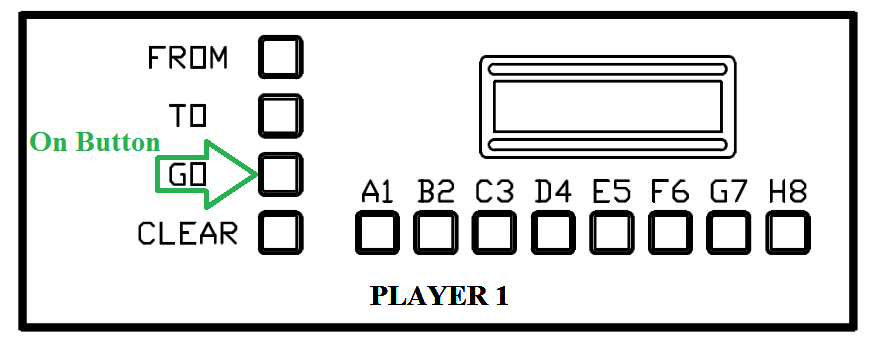 FROM
TO
On Button
GO
CLEAR
A1 B2 C3 D4 E5 F6 G7 H8
PLAYER 1